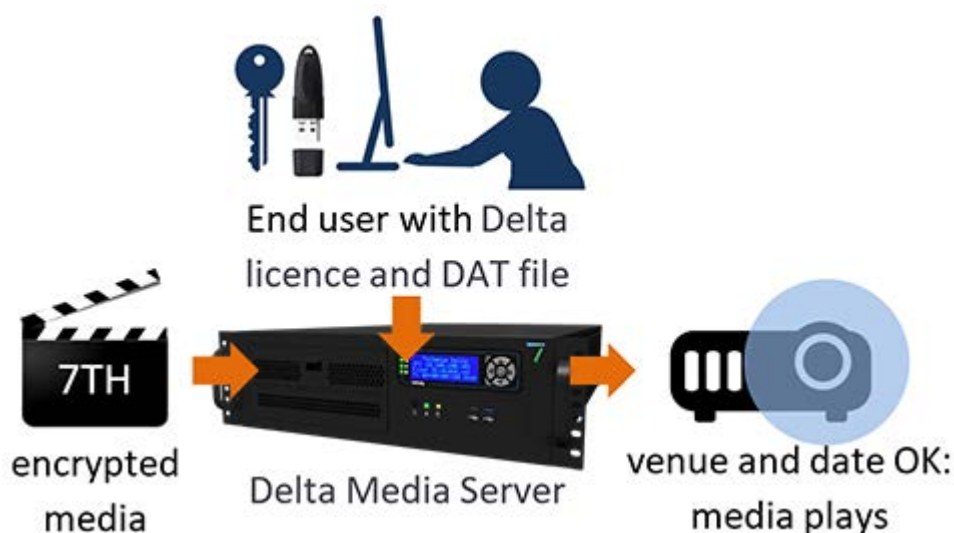 End user with Delta
licence and DAT file
7TH
encrypted
media
Delta Media Server
venue and date OK:
media plays